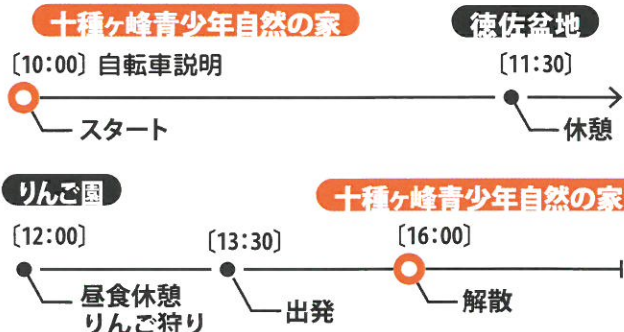 十種ヶ峰青少年自然の家 徳佐盆地
〔10:00〕自転車説明 〔11:30〕
スタート 休憩
りんご園 十種ヶ峰青少年自然の家
〔12:00〕 〔13:30〕 〔16:00〕
昼食休憩 出発 解散
りんご狩り